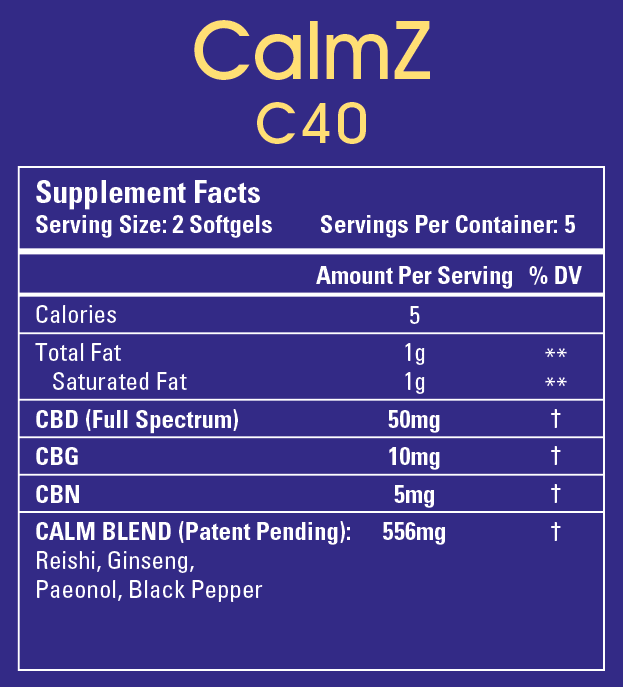 CalmZ
C40
Supplement Facts
Serving Size: 2 Softgels Servings Per Container: 5
Amount Per Serving % DV
Calories 5
Total Fat 1g **
Saturated Fat 1g **
CBD (Full Spectrum) 50mg †
CBG 10mg †
CBN 5mg †
CALM BLEND (Patent Pending): 556mg †
Reishi, Ginseng,
Paeonol, Black Pepper